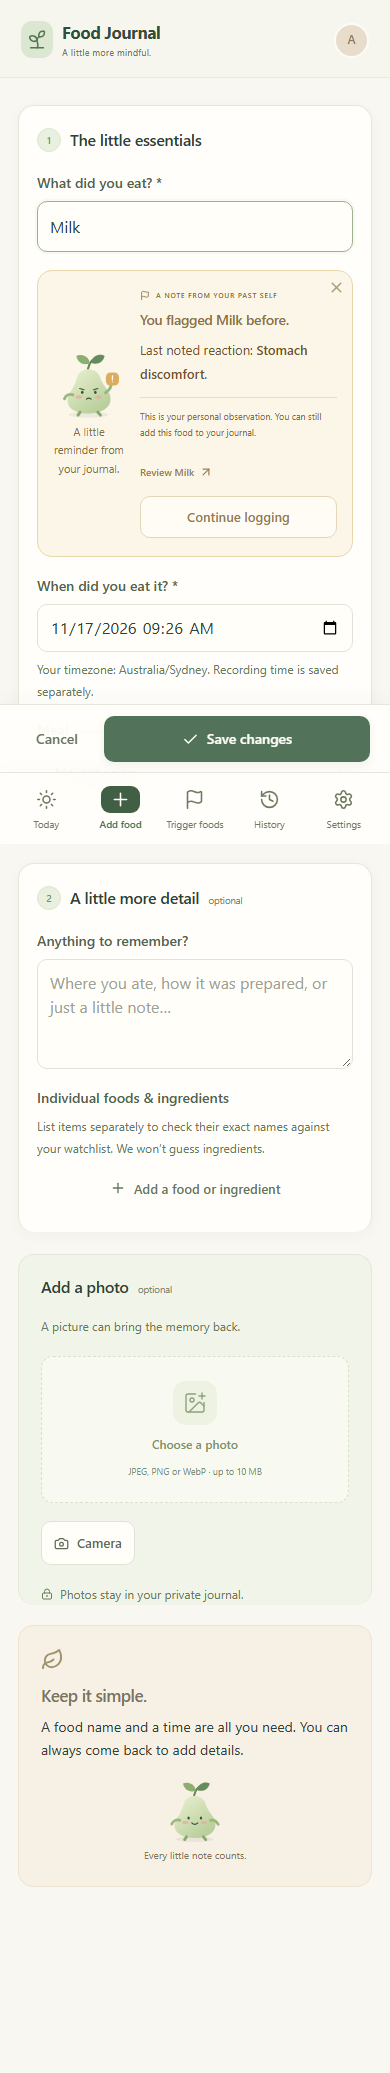 Food Journal
A little more mindful.
A
1
The little essentials
What did you eat? *
Milk
A NOTE FROM YOUR PAST SELF
You flagged Milk before.
Last noted reaction: Stomach
discomfort.
This is your personal observation. You can still
add this food to your journal.
Review Milk
Continue logging
!
A little
reminder from
your journal.
When did you eat it? *
11/17/2026 09:26 AM
Your timezone: Australia/Sydney. Recording time is saved
separately.
Cancel
Save changes
Today
Add food
Trigger foods
History
Settings
2
A little more detail optional
Anything to remember?
Where you ate, how it was prepared, or
just a little note...
Individual foods & ingredients
List items separately to check their exact names against
your watchlist. We won't guess ingredients.
Add a food or ingredient
Add a photo optional
A picture can bring the memory back.
Choose a photo
JPEG, PNG or WebP · up to 10 MB
Camera
Photos stay in your private journal.
Keep it simple.
A food name and a time are all you need. You can
always come back to add details.
Every little note counts.